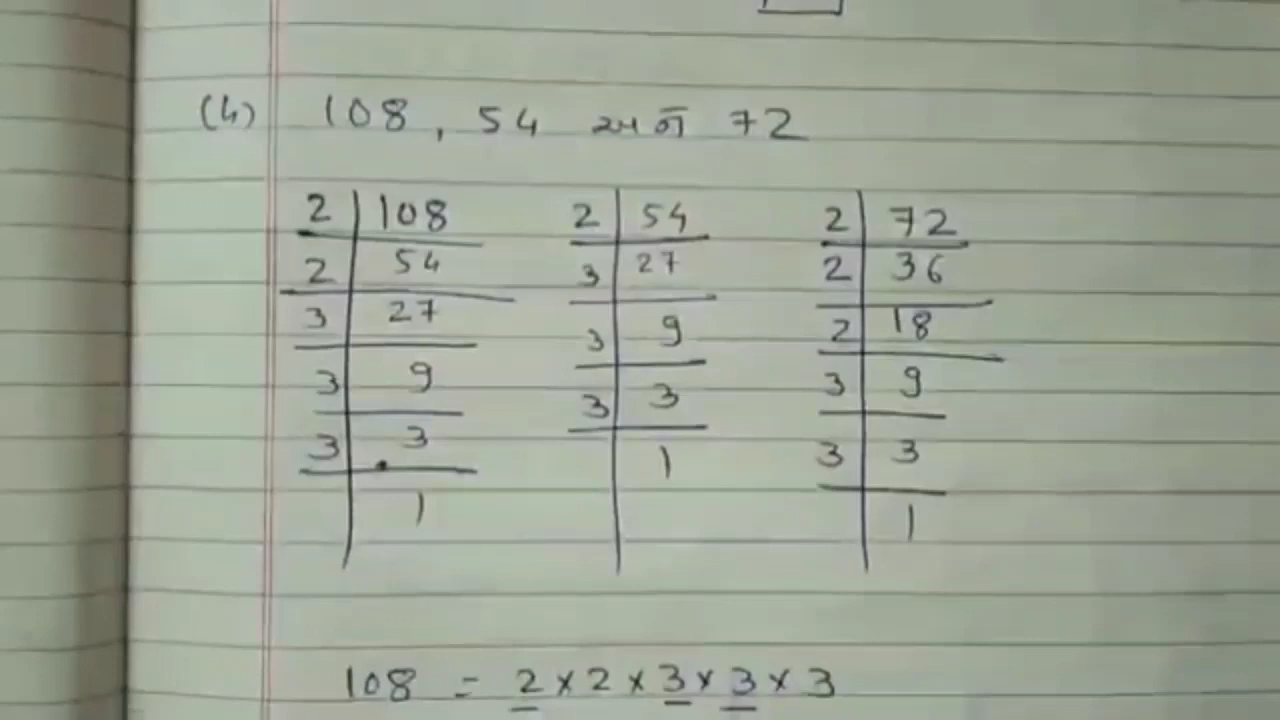 (4) 108, 54 અને 72
2 108 2 54 2 72
2 54 3 27 2 36
3 27 3 9 2 18
3 9 3 3 3 9
3 3 1 3 3
1 1
108 = 2 × 2 × 3 × 3 × 3